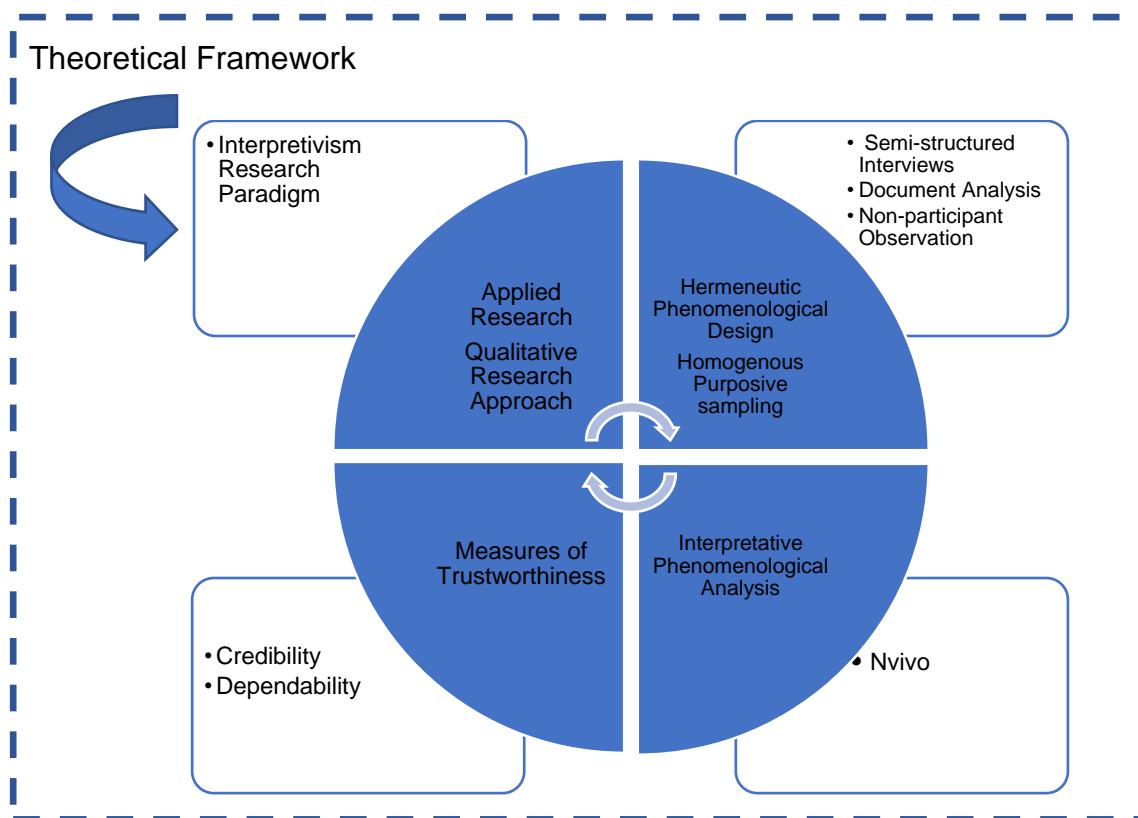 Theoretical Framework
• Interpretivism
Research
Paradigm
• Semi-structured
Interviews
• Document Analysis
• Non-participant
Observation
Applied
Research
Qualitative
Research
Approach
Hermeneutic
Phenomenological
Design
Homogenous
Purposive
sampling
Measures of
Trustworthiness
Interpretative
Phenomenological
Analysis
• Credibility
• Dependability
• Nvivo